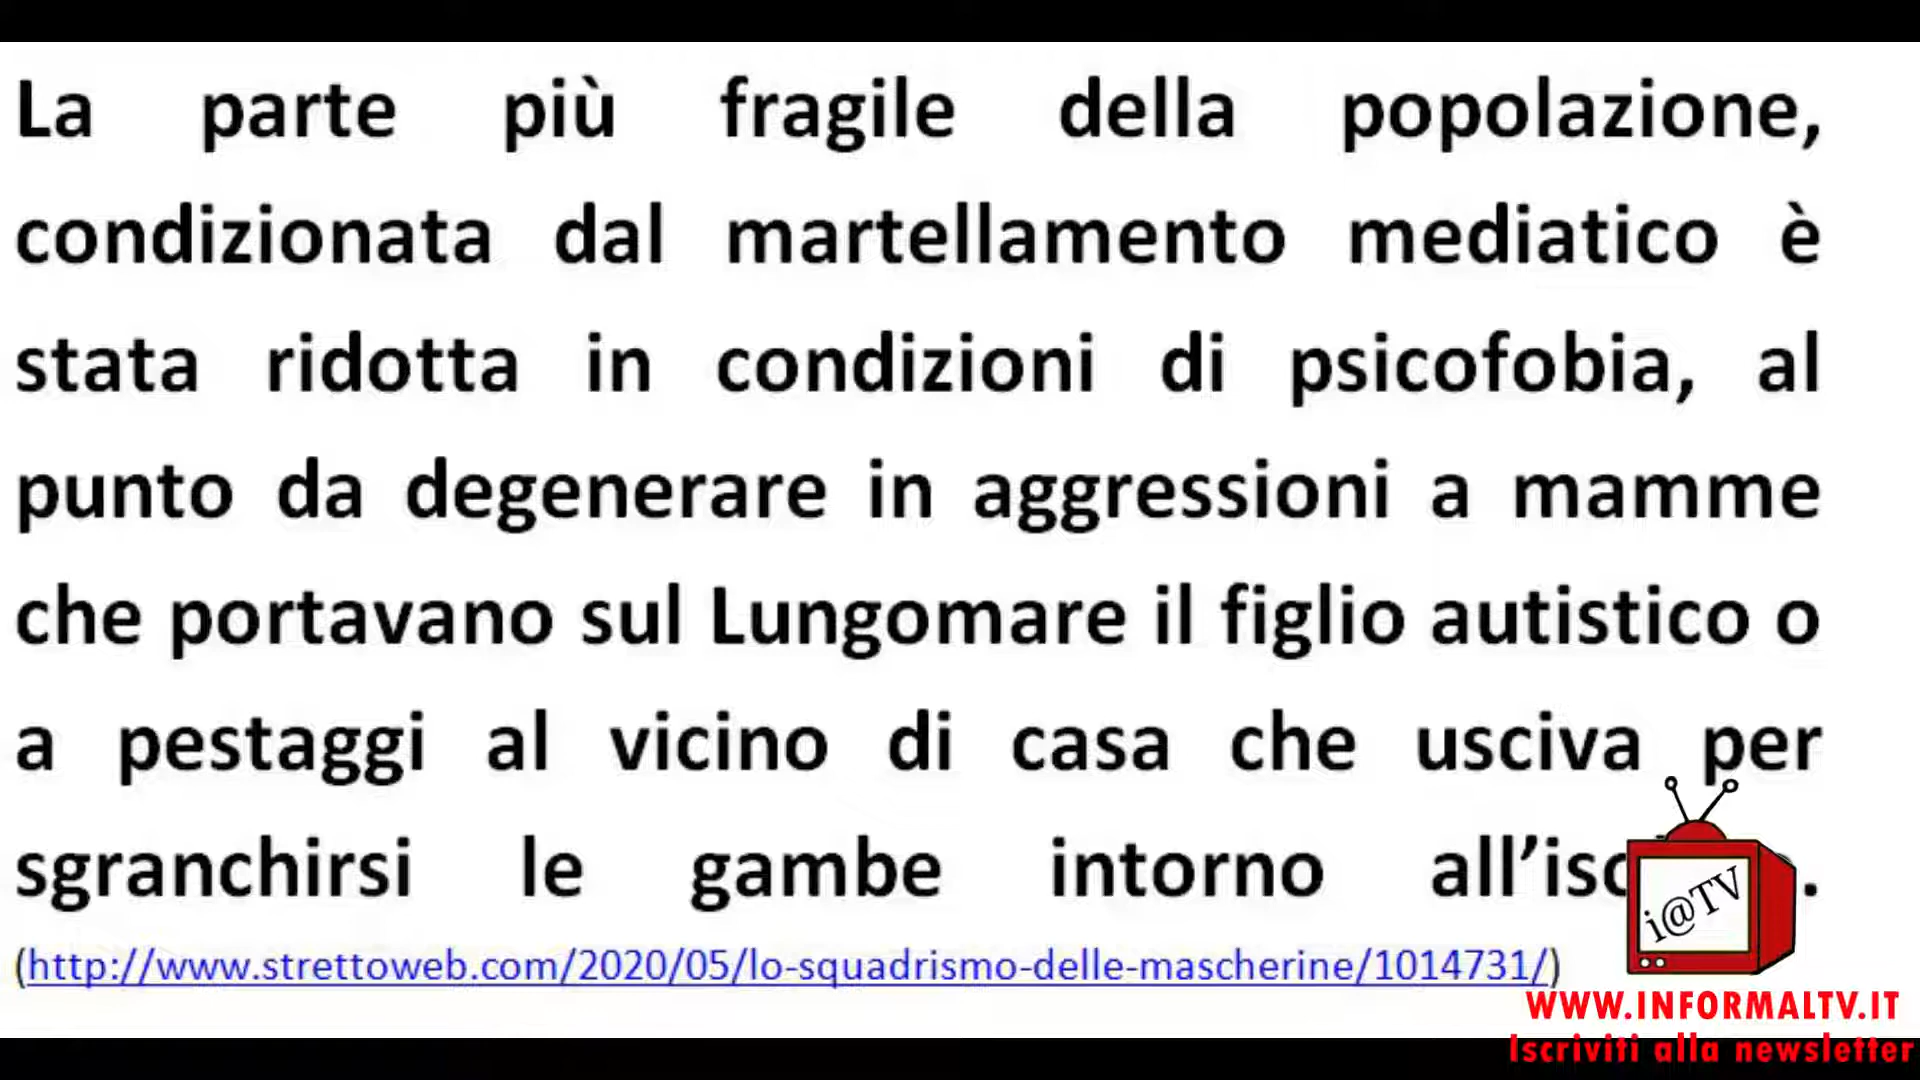 La parte più fragile della popolazione,
condizionata dal martellamento mediatico è
stata ridotta in condizioni di psicofobia, al
punto da degenerare in aggressioni a mamme
che portavano sul Lungomare il figlio autistico o
a pestaggi al vicino di casa che usciva per
sgranchirsi le gambe intorno
(http://www.strettoweb.com/2020/05/lo-squadrismo-delle-mascherine/1014731/)
i@TV
WWW.INFORMALTV.IT
Iscriviti alla newsletter